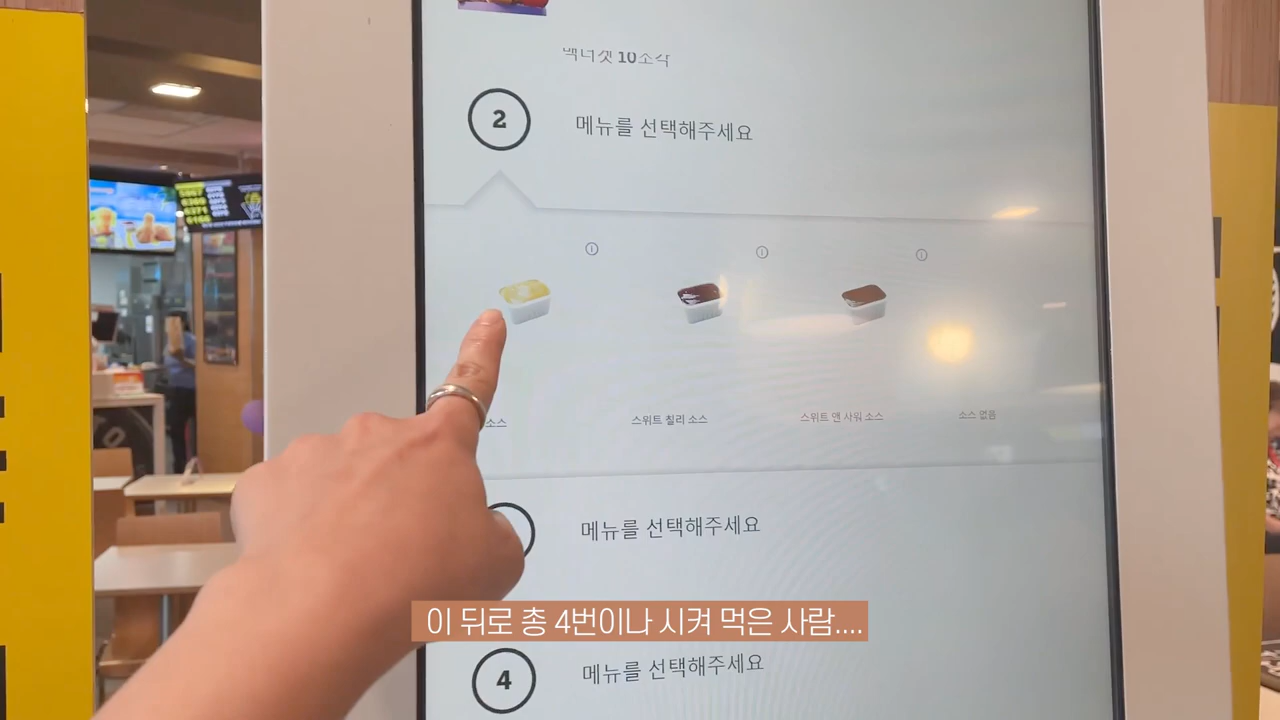 맥너겟 10조각
2
메뉴를 선택해주세요
소스
스위트 칠리 소스
스위트 앤 사워 소스
소스 없음
메뉴를 선택해주세요
이 뒤로 총 4번이나 시켜 먹은 사람....
4
메뉴를 선택해주세요